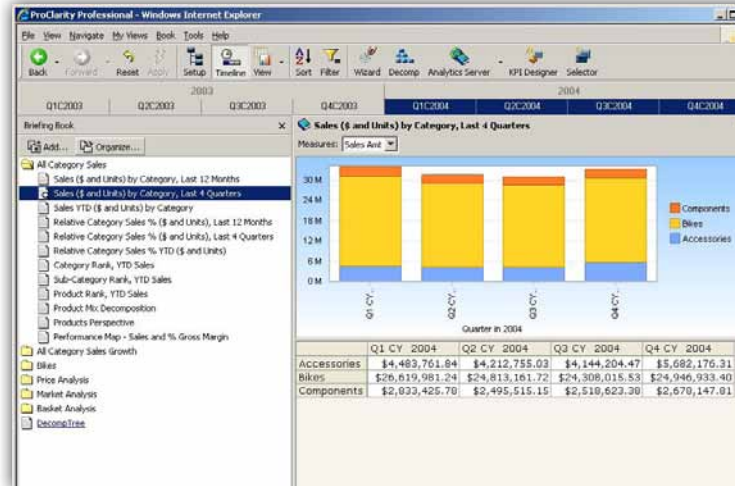 ProClarity Professional - Windows Internet Explorer
File View Navigate My Views Book Tools Help
Back Forward Reset Apply Setup Timeline View Sort Filter Wizard Decomp Analytics Server KPI Designer Selector
2003 2004
Q1C2003 Q2C2003 Q3C2003 Q4C2003 Q1C2004 Q2C2004 Q3C2004 Q4C2004
Briefing Book
Add... Organize...
All Category Sales
Sales ($ and Units) by Category, Last 12 Months
Sales ($ and Units) by Category, Last 4 Quarters
Sales YTD ($ and Units) by Category
Relative Category Sales % ($ and Units), Last 12 Months
Relative Category Sales % ($ and Units), Last 4 Quarters
Relative Category Sales % YTD ($ and Units)
Category Rank, YTD Sales
Sub-Category Rank, YTD Sales
Product Rank, YTD Sales
Product Mix Decomposition
Products Perspective
Performance Map - Sales and % Gross Margin
All Category Sales Growth
Bikes
Price Analysis
Market Analysis
Basket Analysis
DecompTree
Sales ($ and Units) by Category, Last 4 Quarters
Measures: Sales Amt
30 M
24 M
18 M
12 M
6 M
0 M
Q1 CY...
Q2 CY...
Q3 CY...
Q4 CY...
Quarter in 2004
Components
Bikes
Accessories
Q1 CY 2004 Q2 CY 2004 Q3 CY 2004 Q4 CY 2004
Accessories $4,483,761.84 $4,212,755.03 $4,144,204.47 $5,682,176.31
Bikes $26,619,981.24 $24,813,161.72 $24,308,015.53 $24,946,933.40
Components $2,833,425.78 $2,495,515.15 $2,518,623.38 $2,678,147.81